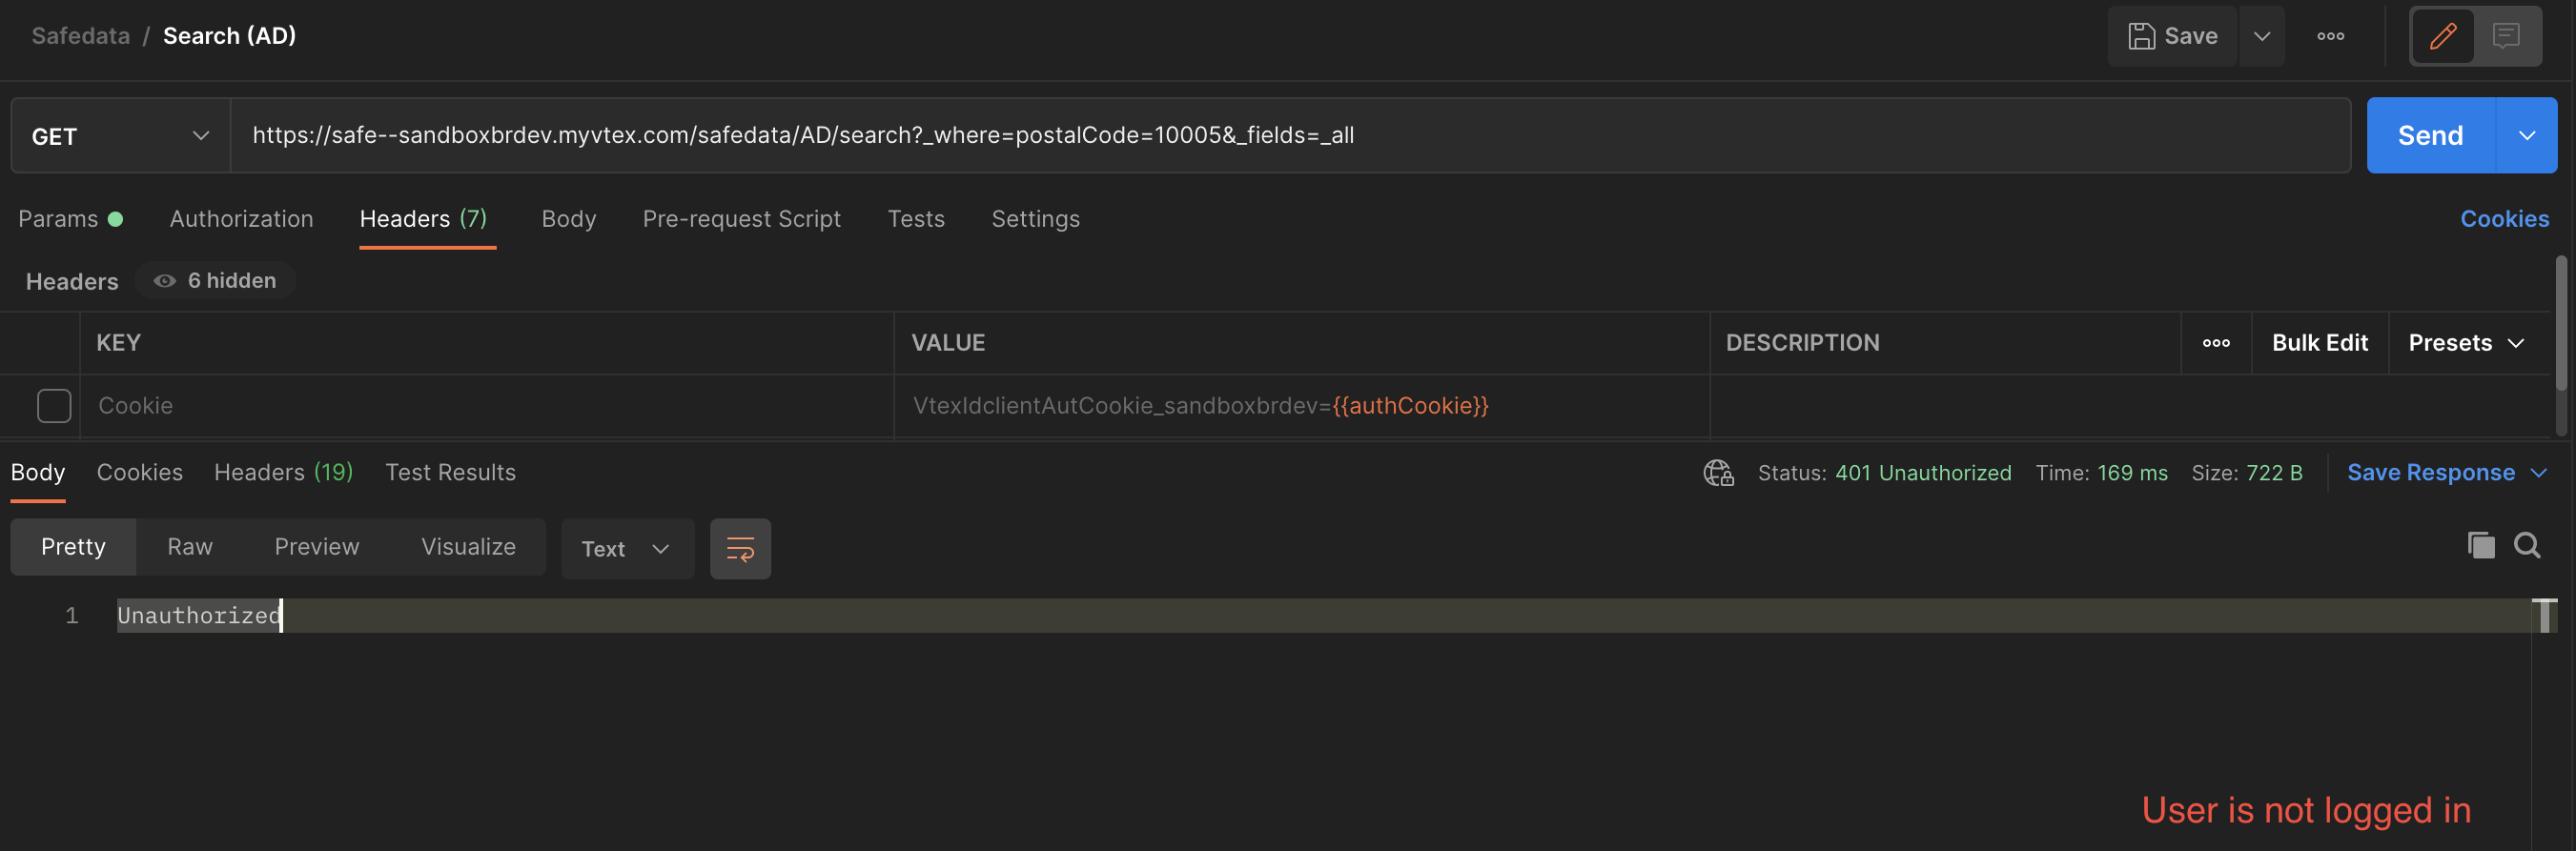 Safedata / Search (AD)
Save
GET
https://safe--sandboxbrdev.myvtex.com/safedata/AD/search?_where=postalCode=10005&_fields=_all
Send
Params
Authorization
Headers (7)
Body
Pre-request Script
Tests
Settings
Cookies
Headers
6 hidden
KEY
VALUE
DESCRIPTION
Bulk Edit
Presets
Cookie
VtexIdclientAutCookie_sandboxbrdev={{authCookie}}
Body
Cookies
Headers (19)
Test Results
Status: 401 Unauthorized
Time: 169 ms
Size: 722 B
Save Response
Pretty
Raw
Preview
Visualize
Text
1
Unauthorized
User is not logged in